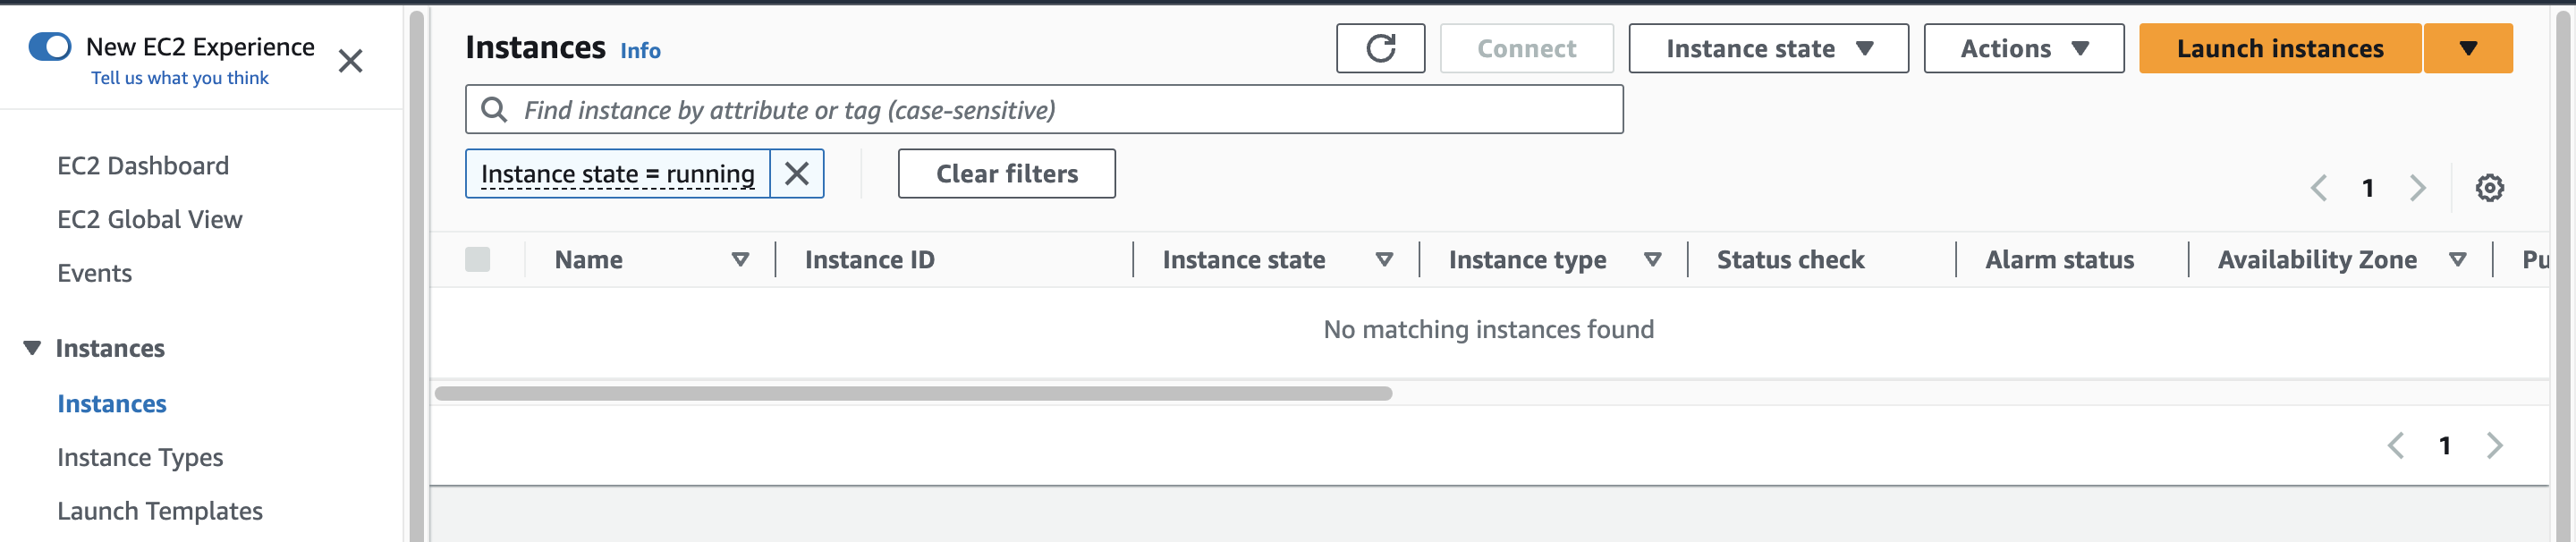 New EC2 Experience
Tell us what you think
EC2 Dashboard
EC2 Global View
Events
Instances
Instances
Instance Types
Launch Templates
Instances Info
Connect
Instance state
Actions
Launch instances
Find instance by attribute or tag (case-sensitive)
Instance state = running
Clear filters
1
Name Instance ID Instance state Instance type Status check Alarm status Availability Zone Pu
No matching instances found
1